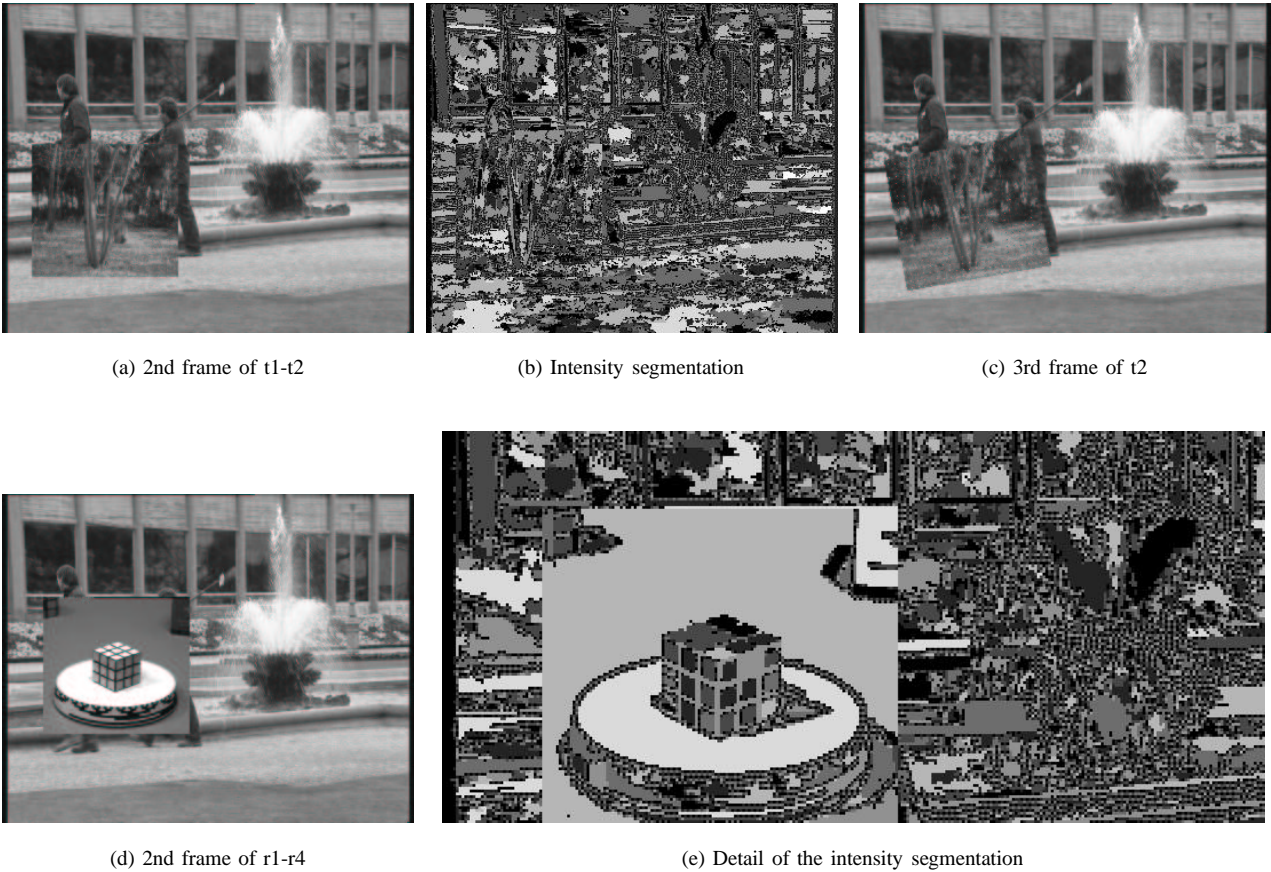 (a) 2nd frame of t1-t2
(b) Intensity segmentation
(c) 3rd frame of t2
(d) 2nd frame of r1-r4
(e) Detail of the intensity segmentation